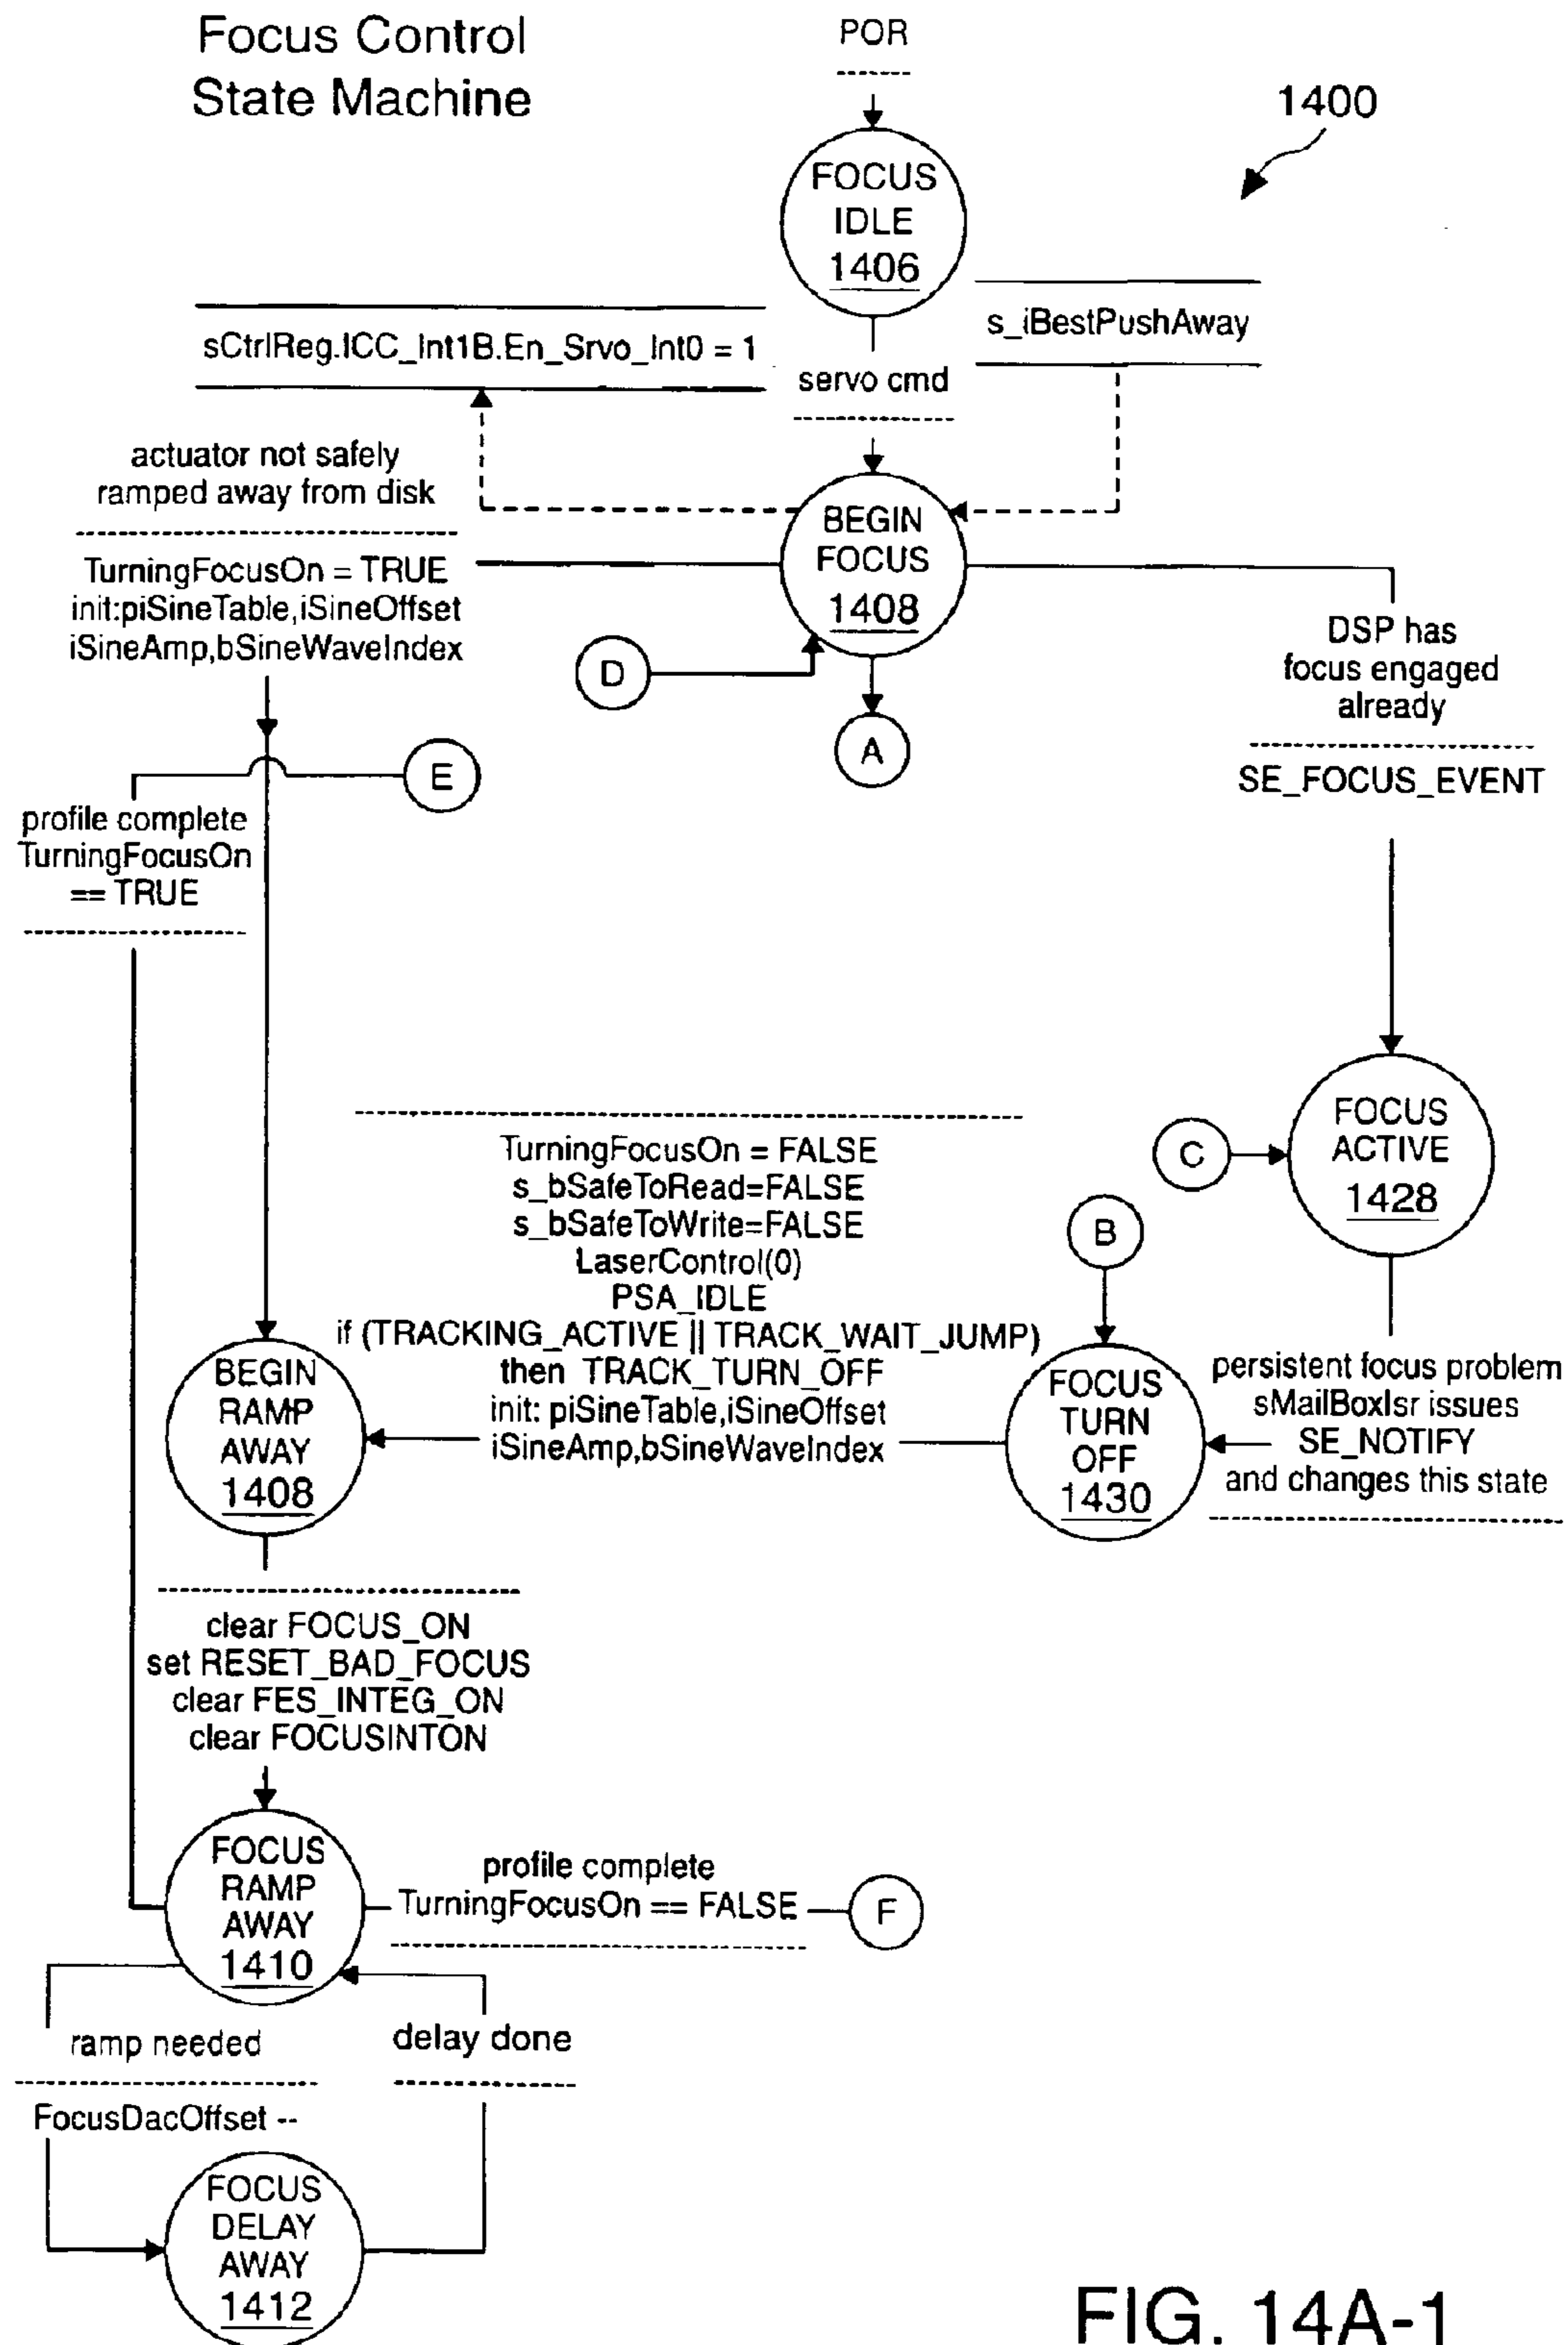 Focus Control
State Machine
POR
1400
FOCUS
IDLE
1406
sCtrlReg.ICC_Int1B.En_Srvo_Int0 = 1
s_iBestPushAway
servo cmd
actuator not safely
ramped away from disk
BEGIN
FOCUS
1408
TurningFocusOn = TRUE
init:piSineTable,iSineOffset
iSineAmp,bSineWaveIndex
DSP has
focus engaged
already
D
A
SE_FOCUS_EVENT
E
profile complete
TurningFocusOn
== TRUE
FOCUS
ACTIVE
1428
C
B
TurningFocusOn = FALSE
s_bSafeToRead=FALSE
s_bSafeToWrite=FALSE
LaserControl(0)
PSA_IDLE
if (TRACKING_ACTIVE || TRACK_WAIT_JUMP)
then TRACK_TURN_OFF
init: piSineTable,iSineOffset
iSineAmp,bSineWaveIndex
BEGIN
RAMP
AWAY
1408
FOCUS
TURN
OFF
1430
persistent focus problem
sMailBoxIsr issues
SE_NOTIFY
and changes this state
clear FOCUS_ON
set RESET_BAD_FOCUS
clear FES_INTEG_ON
clear FOCUSINTON
FOCUS
RAMP
AWAY
1410
profile complete
TurningFocusOn == FALSE
F
ramp needed
delay done
FocusDacOffset --
FOCUS
DELAY
AWAY
1412
FIG. 14A-1